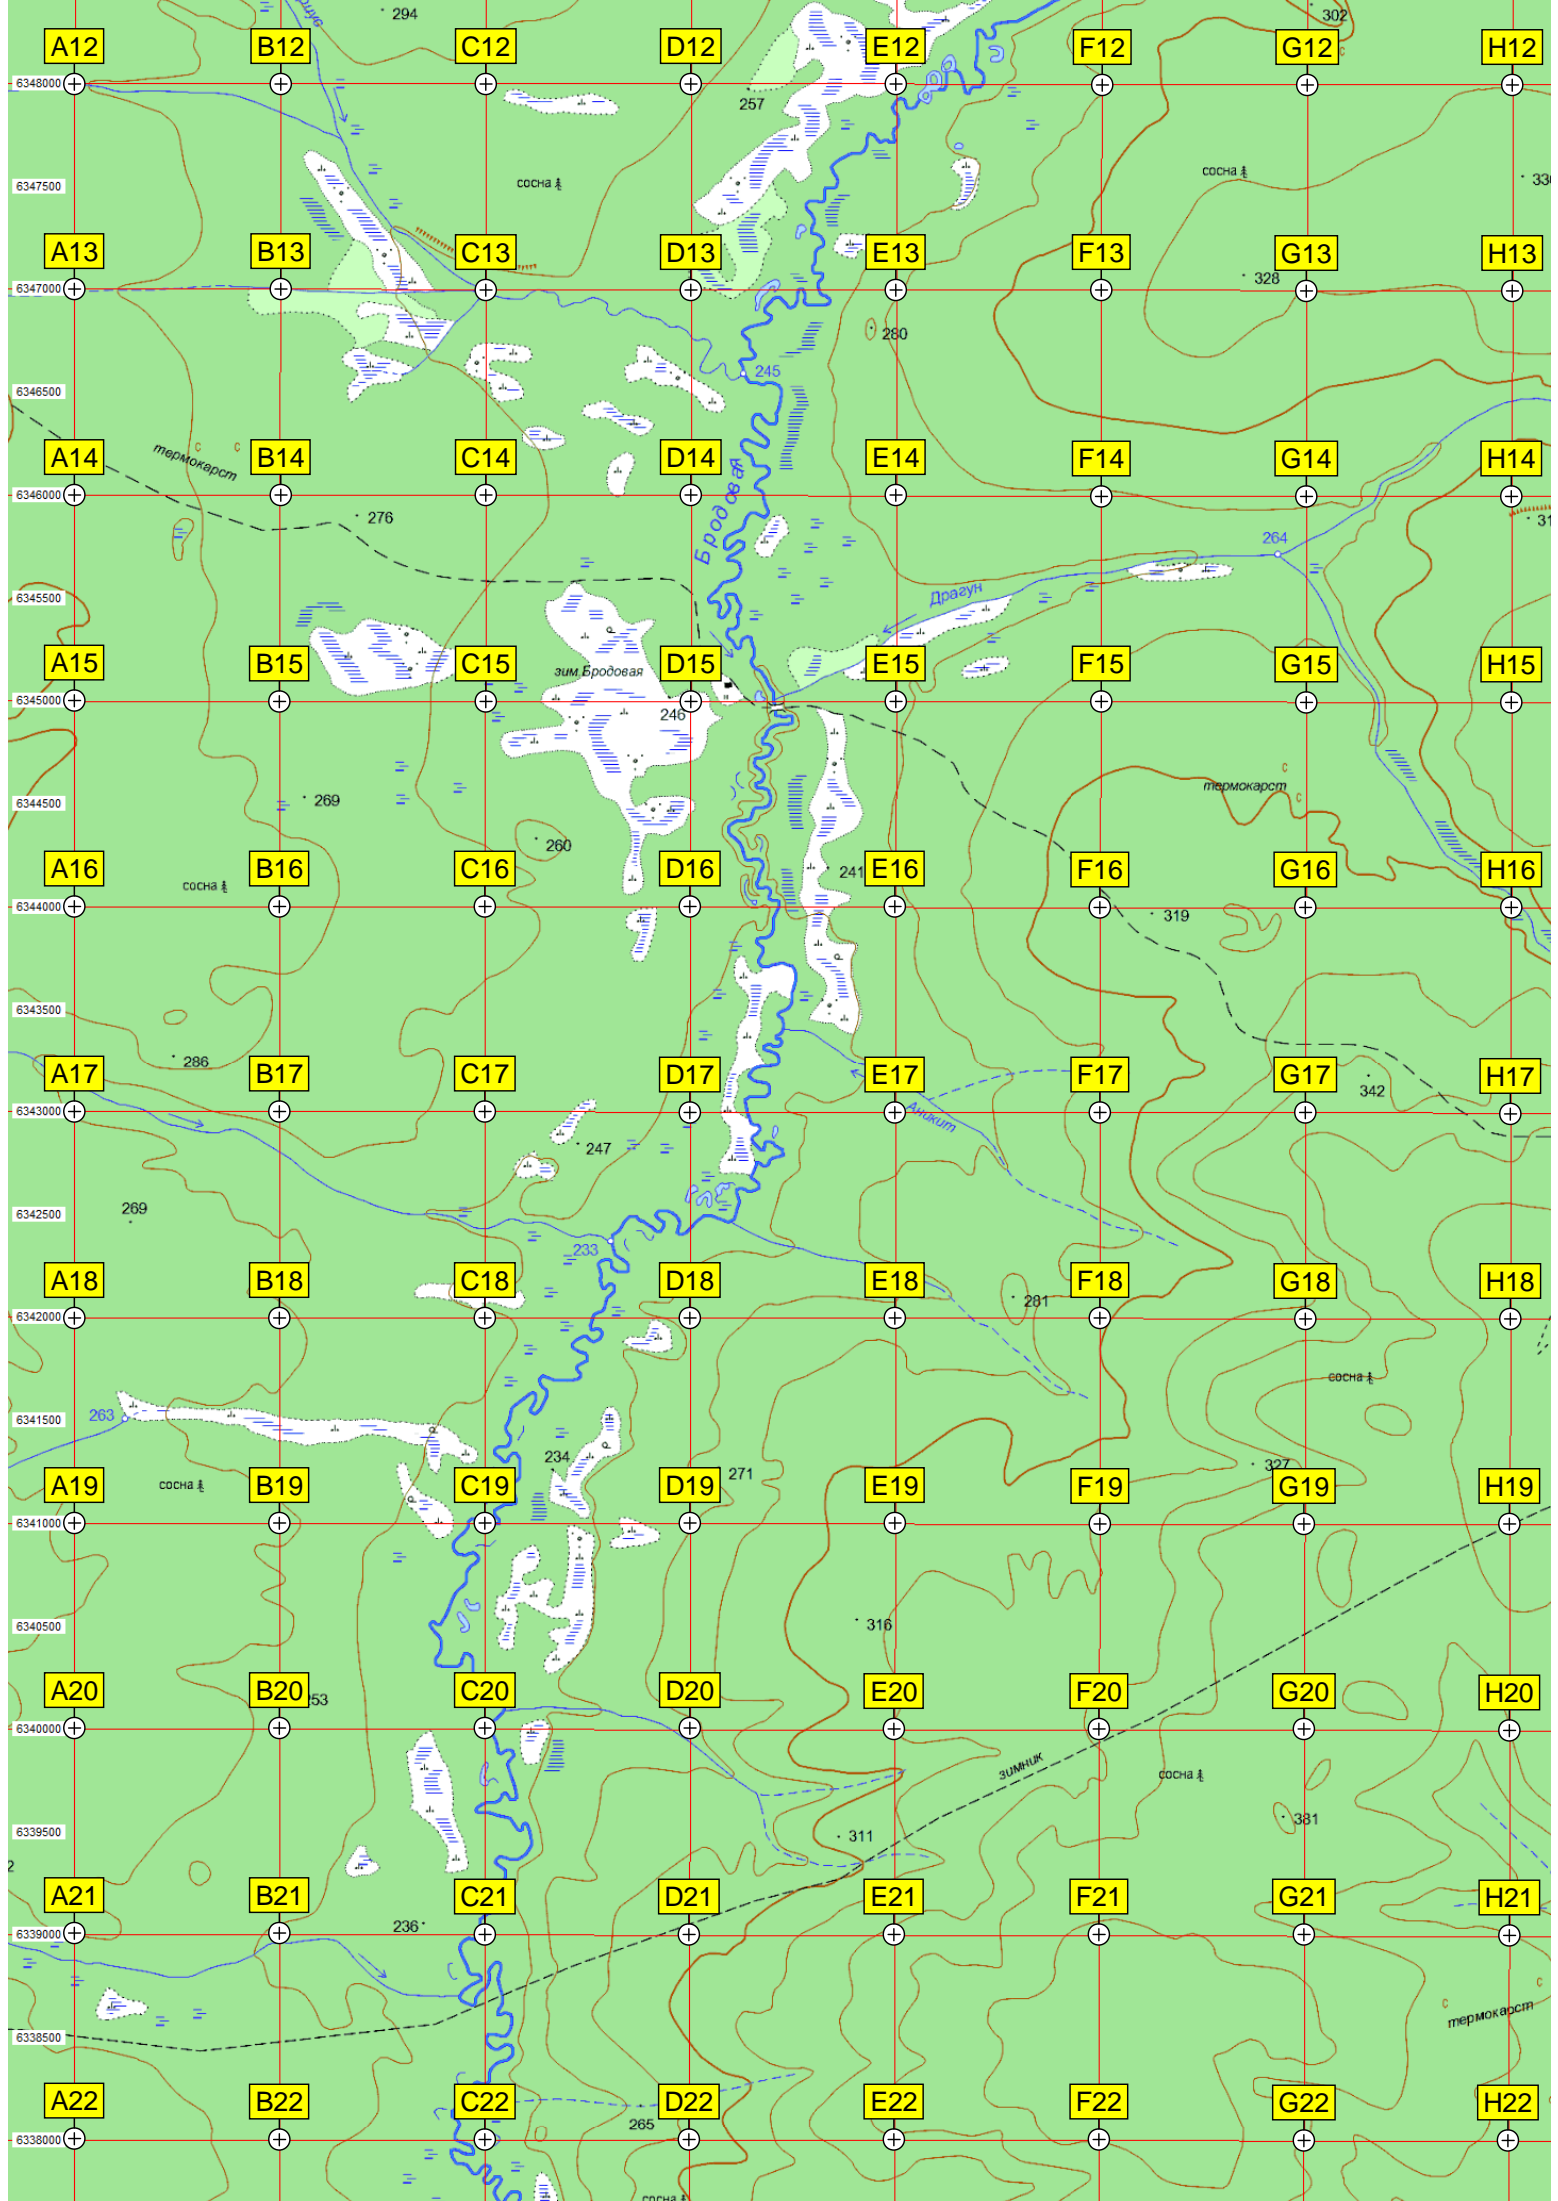 294
302
A12 B12 C12 D12 E12 F12 G12 H12
6348000
257
6347500
сосна
сосна
A13 B13 C13 D13 E13 F13 G13 H13
6347000
328
280
245
6346500
A14 B14 C14 D14 E14 F14 G14 H14
термокарст
6346000
276
Бродовая
264
6345500
Драгун
A15 B15 C15 D15 E15 F15 G15 H15
зим.Бродовая
6345000
246
термокарст
6344500
269
260
241
A16 B16 C16 D16 E16 F16 G16 H16
сосна
6344000
319
6343500
286
A17 B17 C17 D17 E17 F17 G17 H17
342
6343000
Аникит
247
269
6342500
233
A18 B18 C18 D18 E18 F18 G18 H18
281
6342000
сосна
263
6341500
234
271
327
A19 B19 C19 D19 E19 F19 G19 H19
сосна
6341000
6340500
316
A20 B20 C20 D20 E20 F20 G20 H20
253
6340000
зимник
сосна
6339500
311
381
A21 B21 C21 D21 E21 F21 G21 H21
236
6339000
термокарст
6338500
A22 B22 C22 D22 E22 F22 G22 H22
265
6338000
сосна